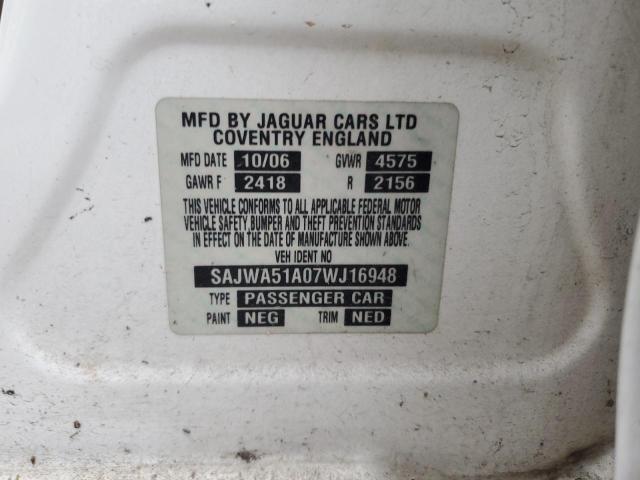 MFD BY JAGUAR CARS LTD
COVENTRY ENGLAND
MFD DATE 10/06 GVWR 4575
GAWR F 2418 R 2156
THIS VEHICLE CONFORMS TO ALL APPLICABLE FEDERAL MOTOR
VEHICLE SAFETY, BUMPER AND THEFT PREVENTION STANDARDS
IN EFFECT ON THE DATE OF MANUFACTURE SHOWN ABOVE.
VEH IDENT NO
SAJWA51A07WJ16948
TYPE PASSENGER CAR
PAINT NEG TRIM NED